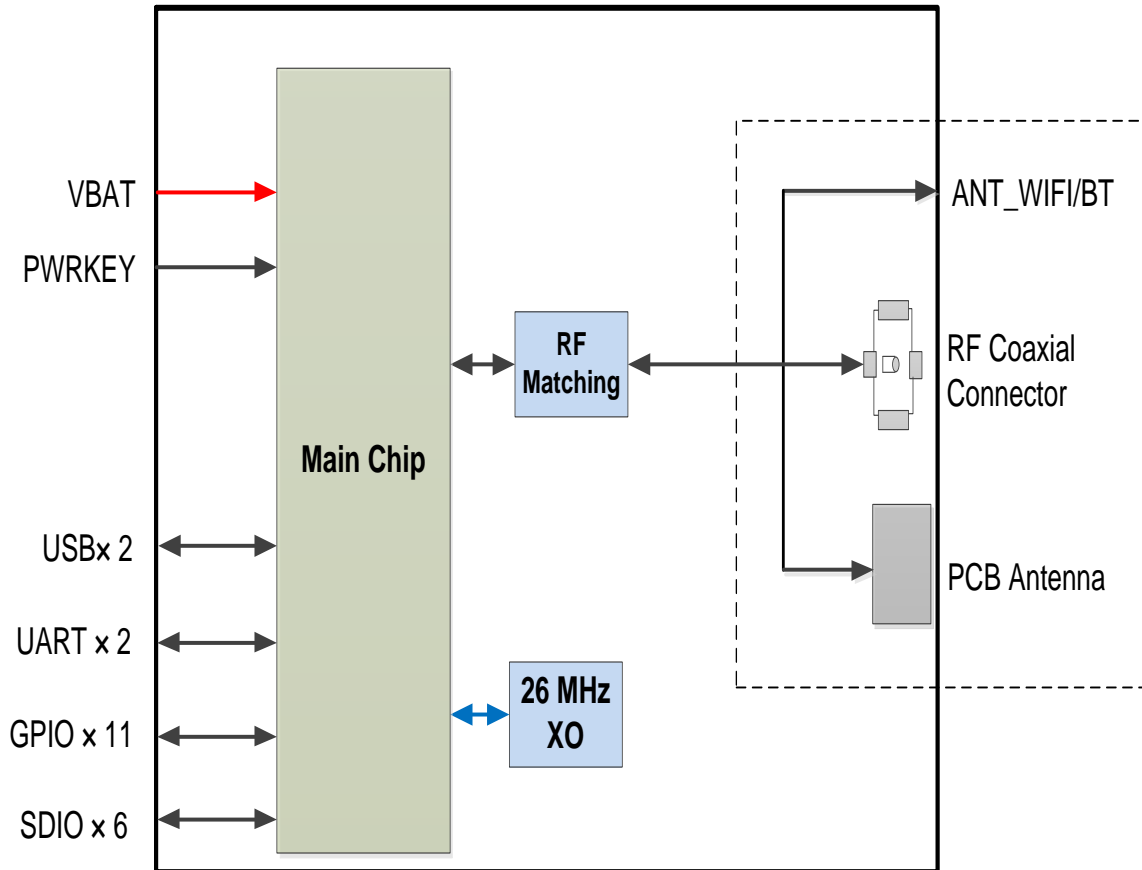 VBAT
PWRKEY
USB× 2
UART × 2
GPIO × 11
SDIO × 6
Main Chip
RF
Matching
26 MHz
XO
ANT_WIFI/BT
RF Coaxial
Connector
PCB Antenna